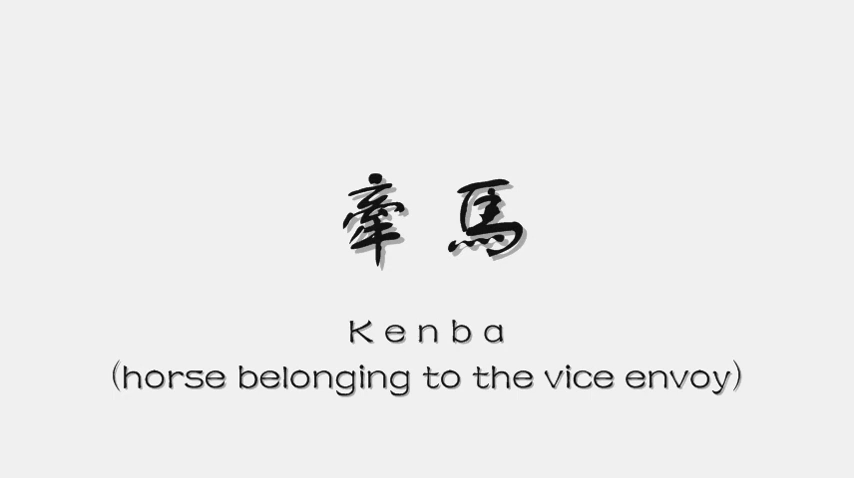 牽馬
Kenba
(horse belonging to the vice envoy)